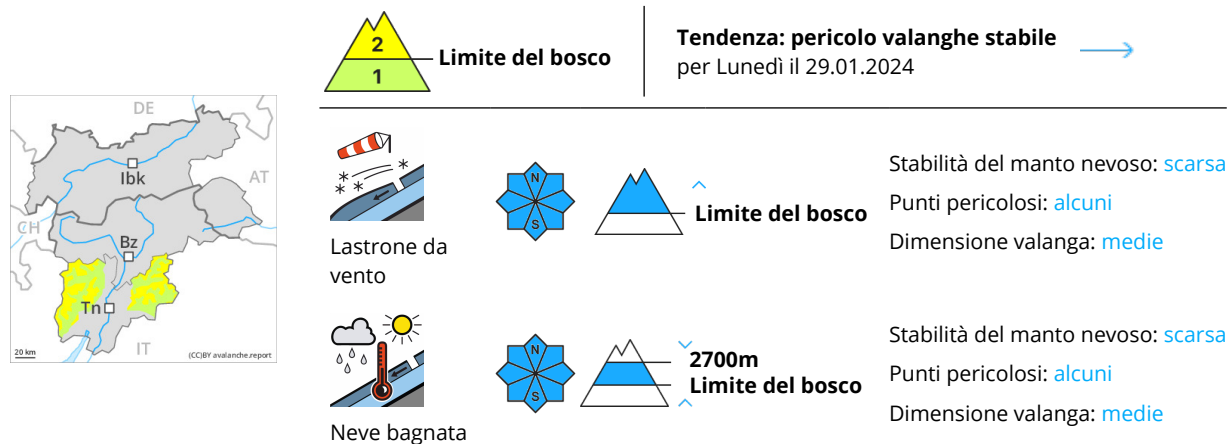 2
1
Limite del bosco
Tendenza: pericolo valanghe stabile
per Lunedì il 29.01.2024
DE
AT
CH
IT
Ibk
Bz
Tn
20 km
(CC)BY avalanche.report
Lastrone da
vento
N
S
Limite del bosco
Stabilità del manto nevoso: scarsa
Punti pericolosi: alcuni
Dimensione valanga: medie
Neve bagnata
N
S
2700m
Limite del bosco
Stabilità del manto nevoso: scarsa
Punti pericolosi: alcuni
Dimensione valanga: medie